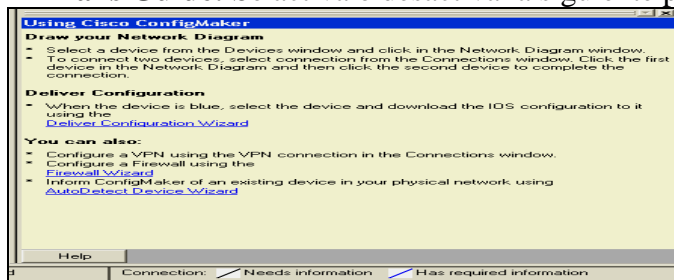 Using Cisco ConfigMaker
Draw your Network Diagram
* Select a device from the Devices window and click in the Network Diagram window.
* To connect two devices, select connection from the Connections window. Click the first
device in the Network Diagram and then click the second device to complete the
connection.
Deliver Configuration
* When the device is blue, select the device and download the IOS configuration to it
using the
Deliver Configuration Wizard
You can also:
* Configure a VPN using the VPN connection in the Connections window.
* Configure a Firewall using the
Firewall Wizard
* Inform ConfigMaker of an existing device in your physical network using
AutoDetect Device Wizard
Help
Connection: Needs information Has required information